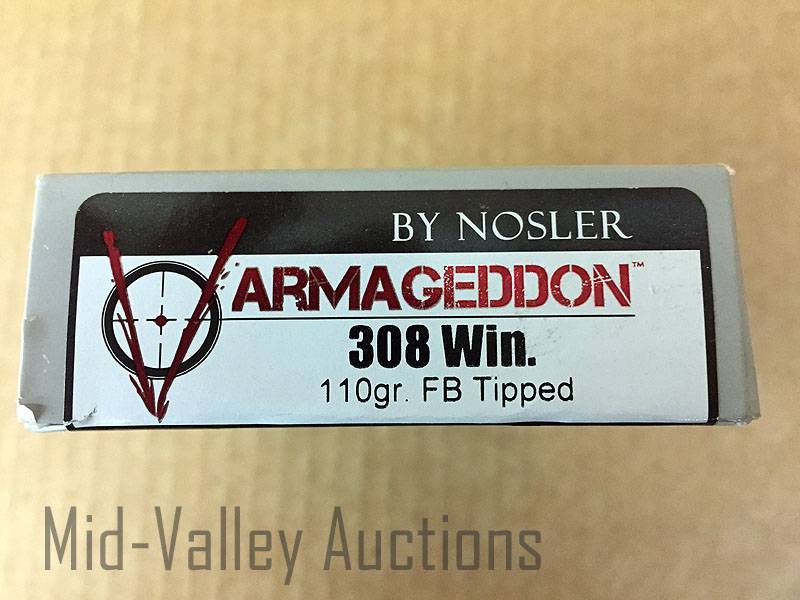 BY NOSLER
VARMAGEDDON™
308 Win.
110gr. FB Tipped
Mid-Valley Auctions